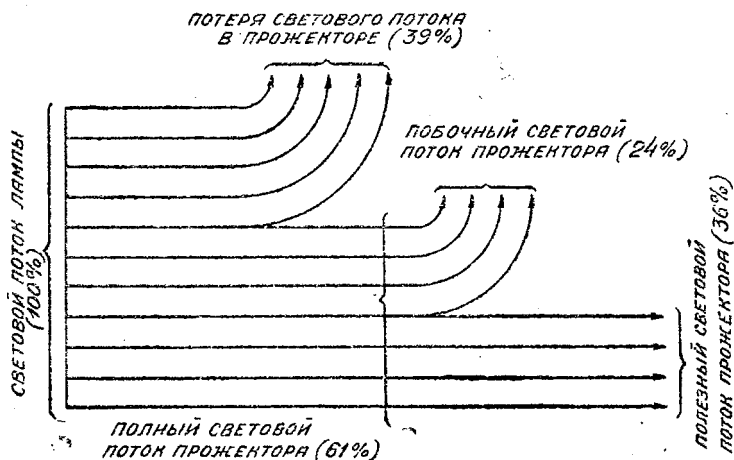 ПОТЕРЯ СВЕТОВОГО ПОТОКА
В ПРОЖЕКТОРЕ (39%)
ПОБОЧНЫЙ СВЕТОВОЙ
ПОТОК ПРОЖЕКТОРА (24%)
СВЕТОВОЙ ПОТОК ЛАМПЫ
(100%)
ПОЛЕЗНЫЙ СВЕТОВОЙ
ПОТОК ПРОЖЕКТОРА (36%)
ПОЛНЫЙ СВЕТОВОЙ
ПОТОК ПРОЖЕКТОРА (61%)